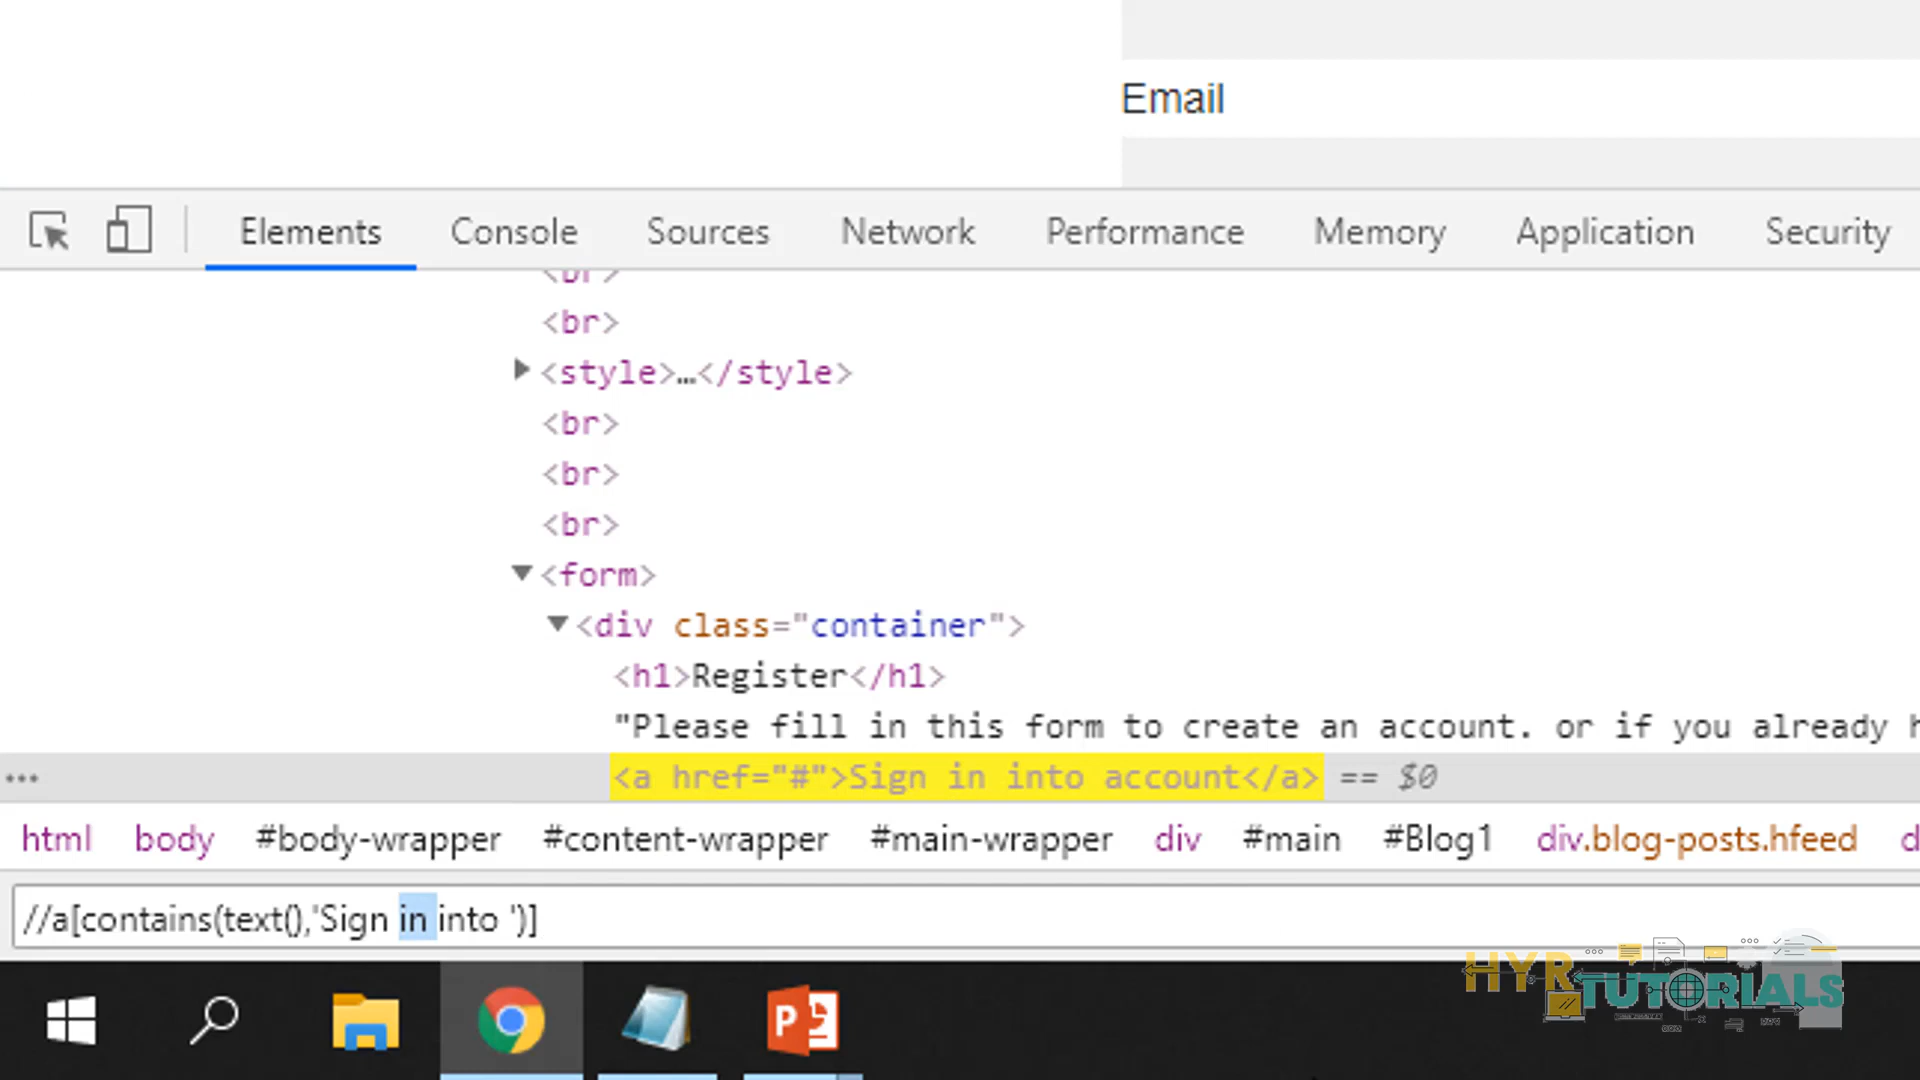 Email
Elements Console Sources Network Performance Memory Application Security
<br>
<br>
<style>…</style>
<br>
<br>
<br>
<form>
<div class="container">
<h1>Register</h1>
"Please fill in this form to create an account. or if you already h
<a href="#">Sign in into account</a> == $0
html body #body-wrapper #content-wrapper #main-wrapper div #main #Blog1 div.blog-posts.hfeed d
//a[contains(text(),'Sign in into ')]
HYR TUTORIALS